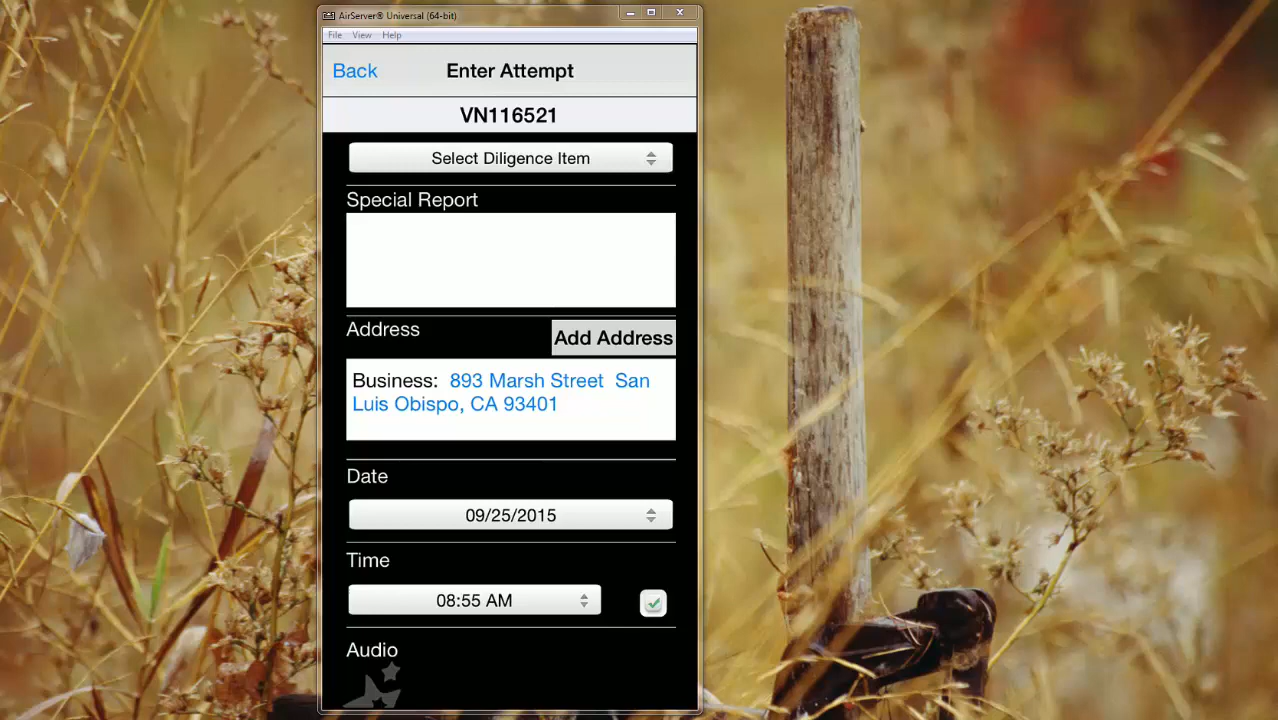 AirServer® Universal (64-bit)
File View Help
Back Enter Attempt
VN116521
Select Diligence Item
Special Report
Address Add Address
Business: 893 Marsh Street San
Luis Obispo, CA 93401
Date
09/25/2015
Time
08:55 AM
Audio